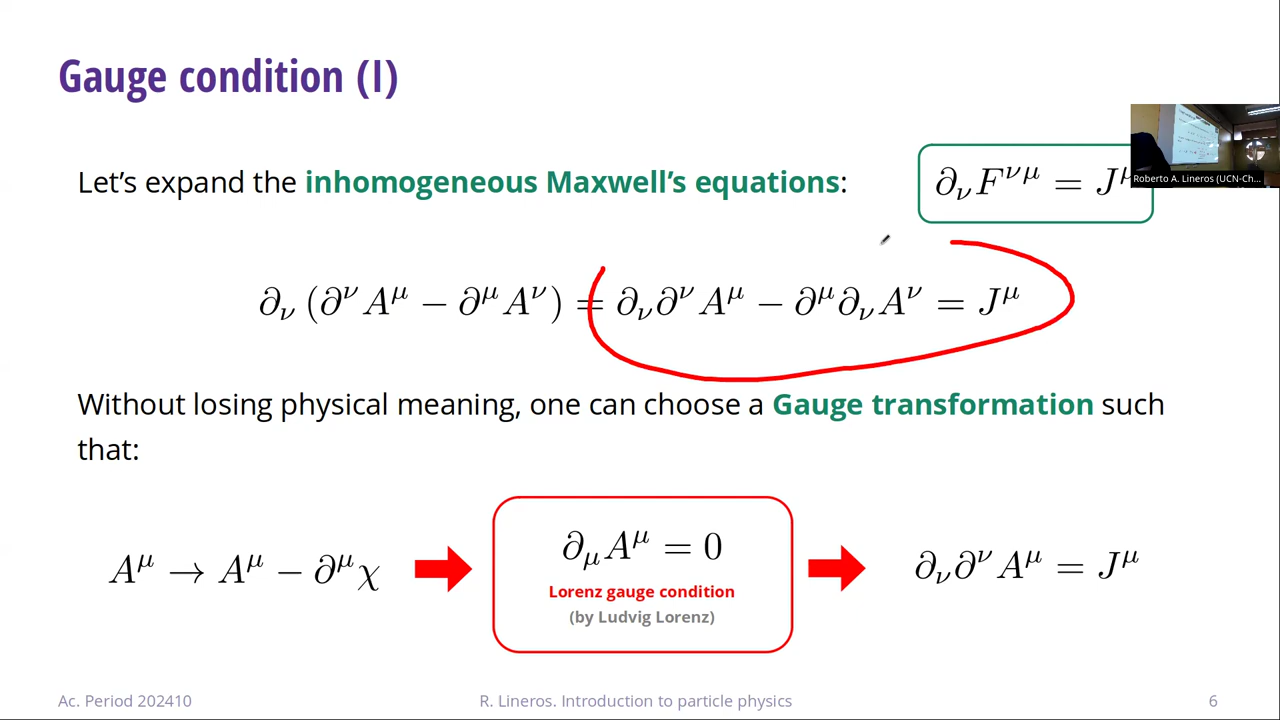 Gauge condition (I)
Let's expand the inhomogeneous Maxwell's equations:
∂_ν F^{νμ} = J^μ
Roberto A. Lineros (UCN-Ch...
∂_ν (∂^ν A^μ − ∂^μ A^ν) = ∂_ν ∂^ν A^μ − ∂^μ ∂_ν A^ν = J^μ
Without losing physical meaning, one can choose a Gauge transformation such
that:
A^μ → A^μ − ∂^μ χ
∂_μ A^μ = 0
Lorenz gauge condition
(by Ludvig Lorenz)
∂_ν ∂^ν A^μ = J^μ
Ac. Period 202410
R. Lineros. Introduction to particle physics
6